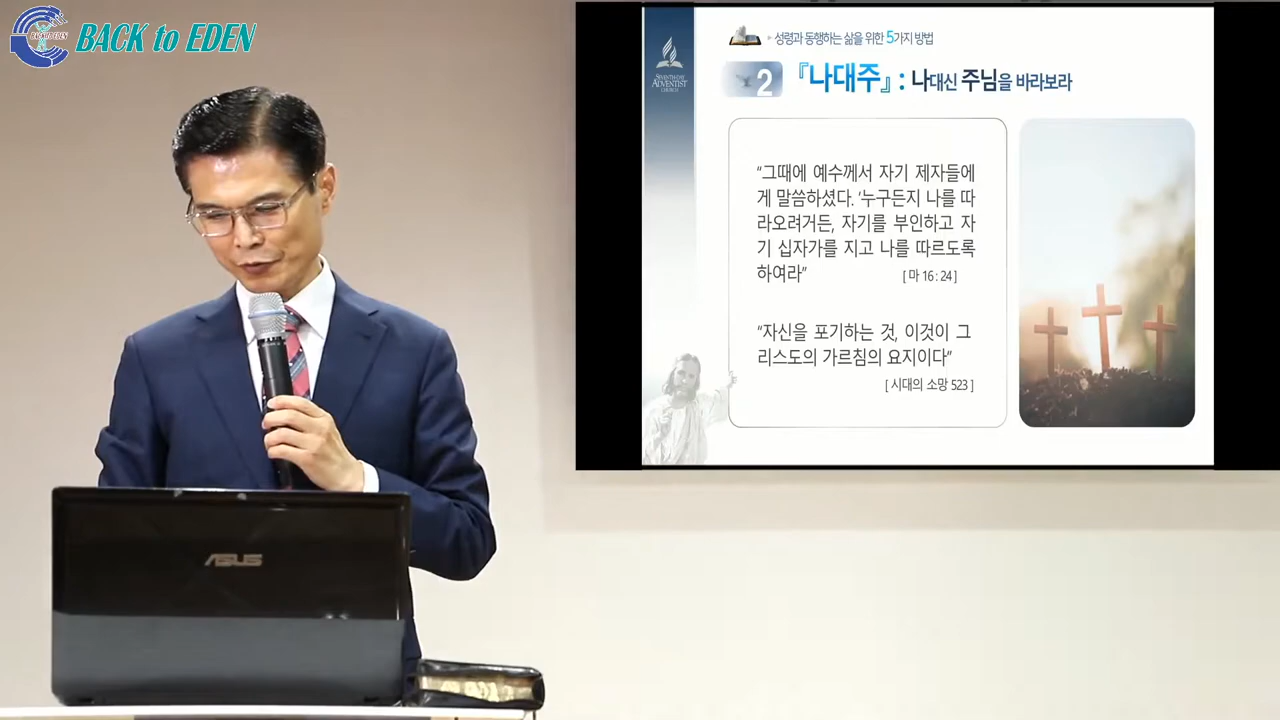 BACK to EDEN
성령과 동행하는 삶을 위한 5가지 방법
2 『나대주』 : 나대신 주님을 바라보라
SEVENTH-DAY
ADVENTIST
CHURCH
“그때에 예수께서 자기 제자들에
게 말씀하셨다. ‘누구든지 나를 따
라오려거든, 자기를 부인하고 자
기 십자가를 지고 나를 따르도록
하여라” [ 마 16 : 24 ]
“자신을 포기하는 것, 이것이 그
리스도의 가르침의 요지이다”
[ 시대의 소망 523 ]
ASUS